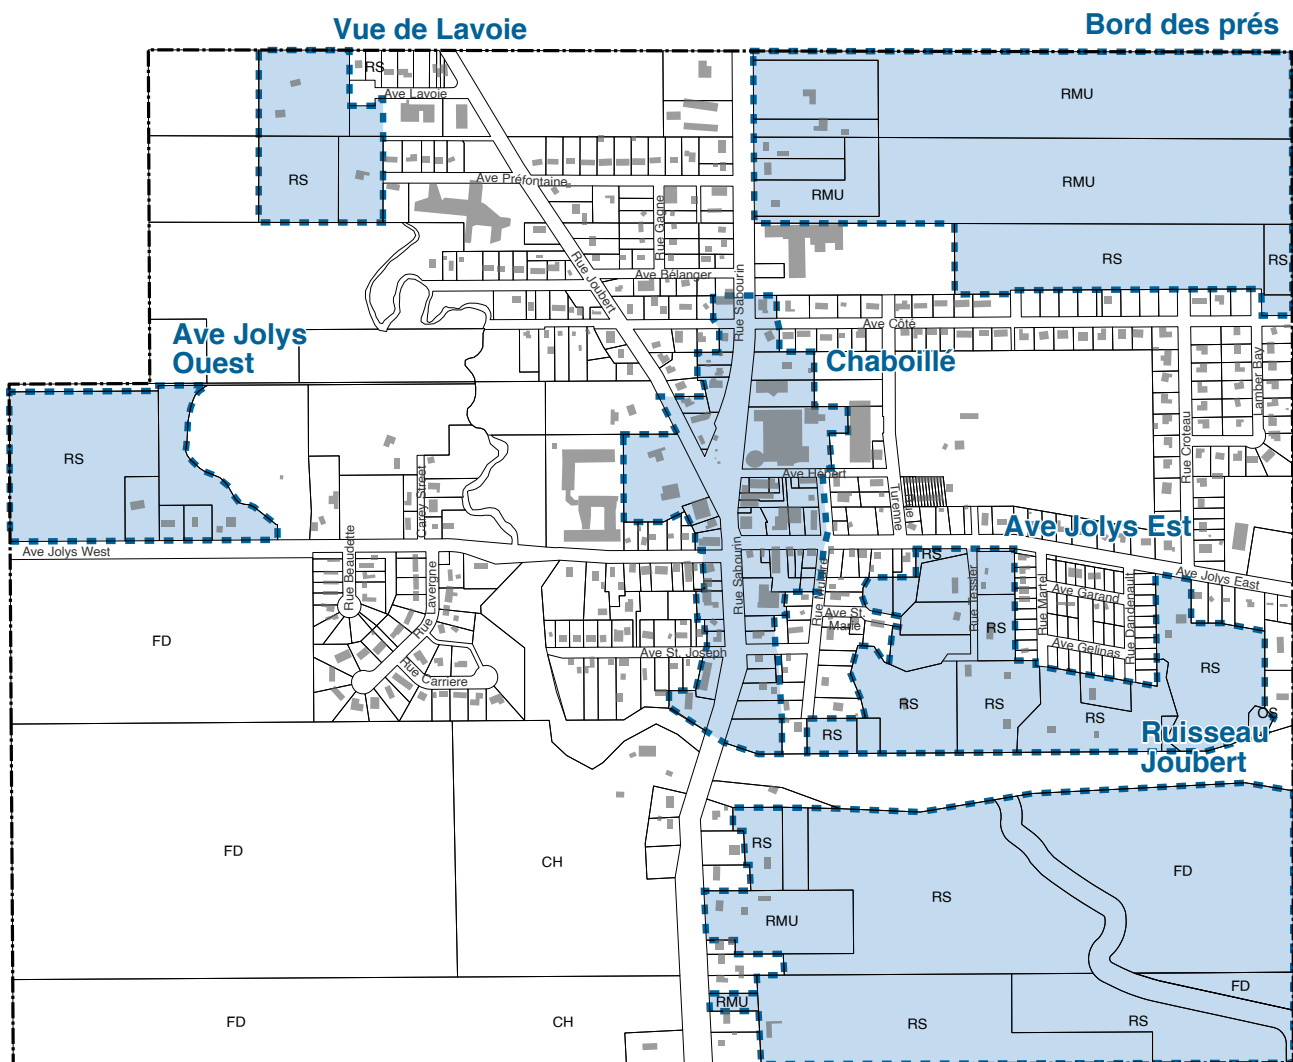 Vue de Lavoie
Bord des prés
RS
Ave Lavoie
RMU
RS
Ave Préfontaine
RMU
RMU
Rue Gagne
Rue Joubert
Ave Bélanger
Rue Sabourin
RS
RS
Ave Côté
Ave Jolys
Ouest
Chaboillé
Lamber Bay
RS
Carey Street
Ave Hébert
Rue Croteau
Turenne
Ave Jolys Est
Ave Jolys West
Rue Beaudette
Rue Lavergne
Rue Sabourin
RS
Ave Jolys East
Rue Tessier
Rue Martel
Ave Garand
Rue Dandenault
Ave St.
Marie
RS
FD
Ave St. Joseph
Ave Gelinas
RS
Rue Carriere
RS
RS
RS
OS
RS
Ruisseau
Joubert
RS
FD
CH
RS
FD
RMU
FD
RMU
FD
CH
RS
RS